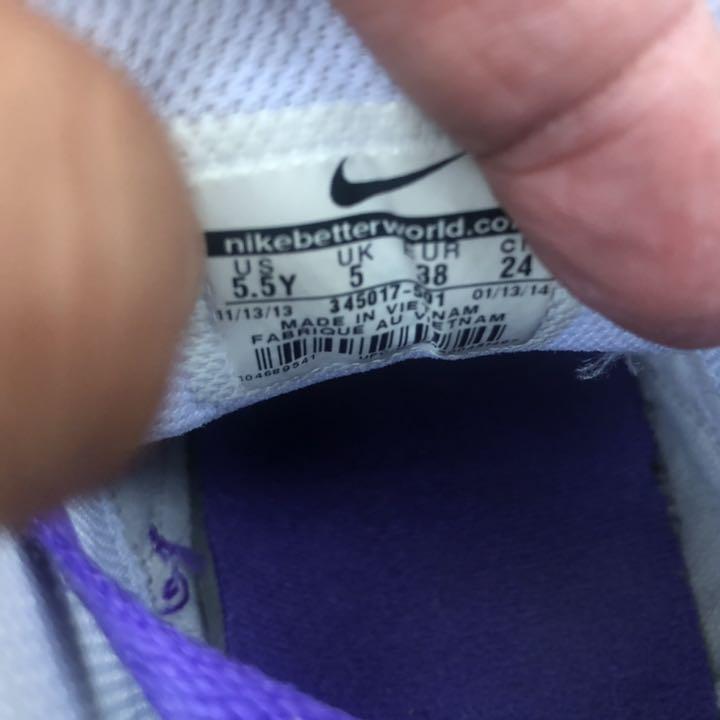 nikebetterworld.co
US UK EUR C
5.5Y 5 38 24
345017-501
11/13/13 01/13/14
MADE IN VIETNAM
FABRIQUE AU VIETNAM